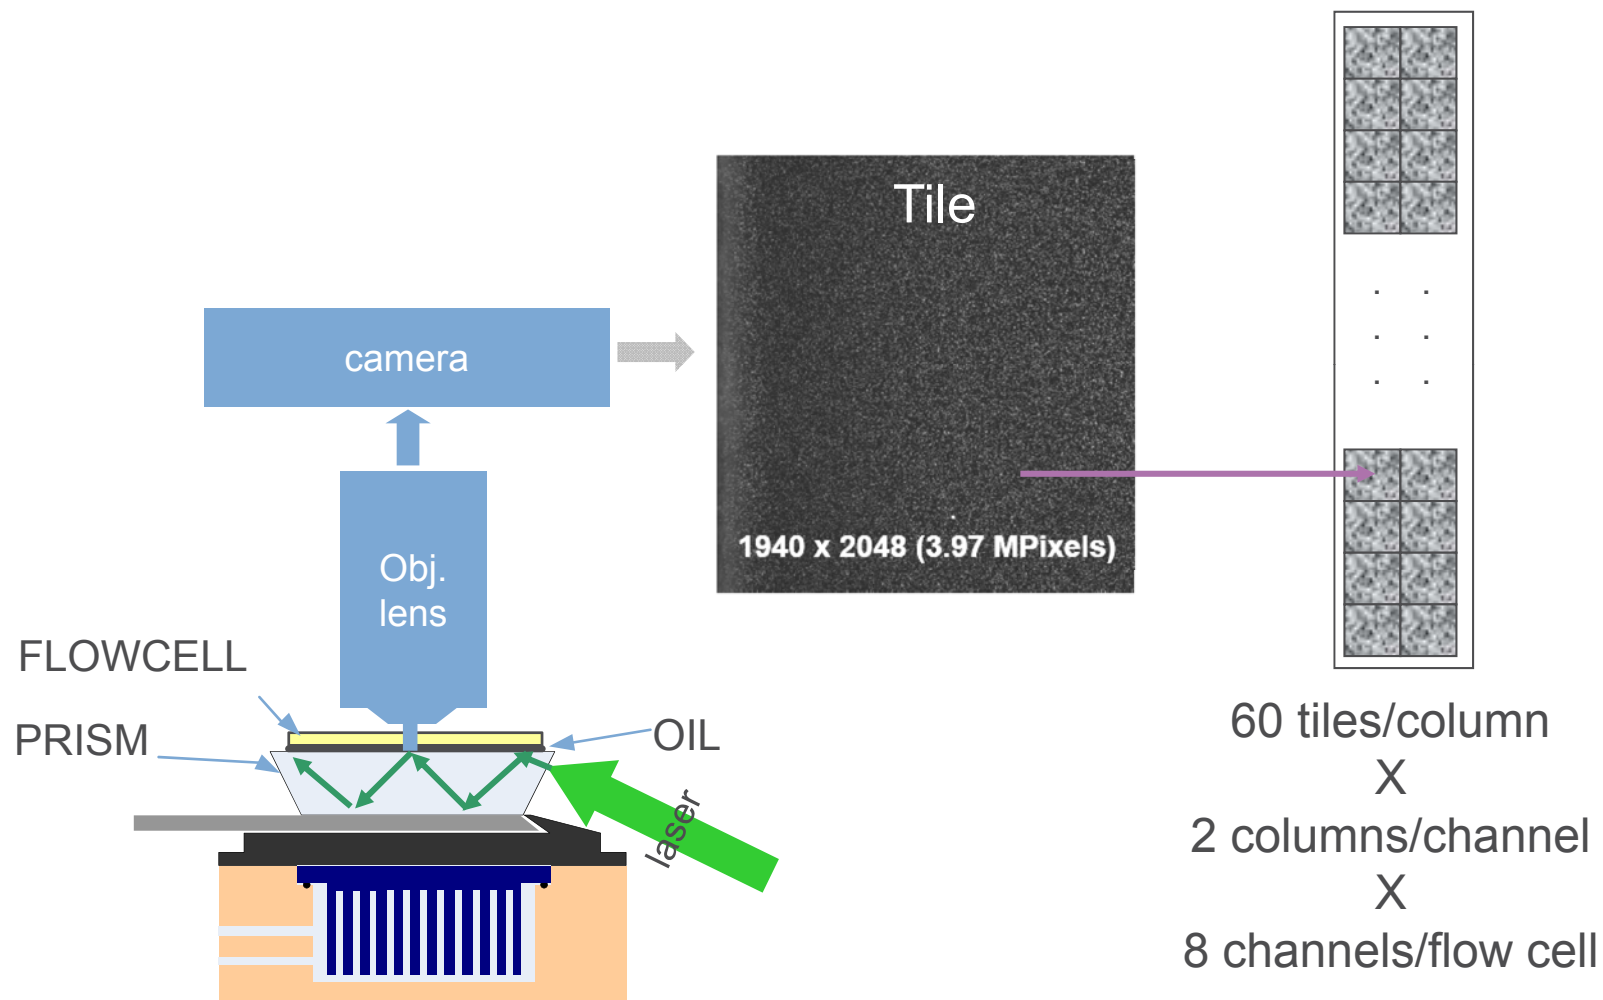 Tile
1940 x 2048 (3.97 MPixels)
camera
Obj.
lens
FLOWCELL
PRISM
OIL
laser
60 tiles/column
X
2 columns/channel
X
8 channels/flow cell